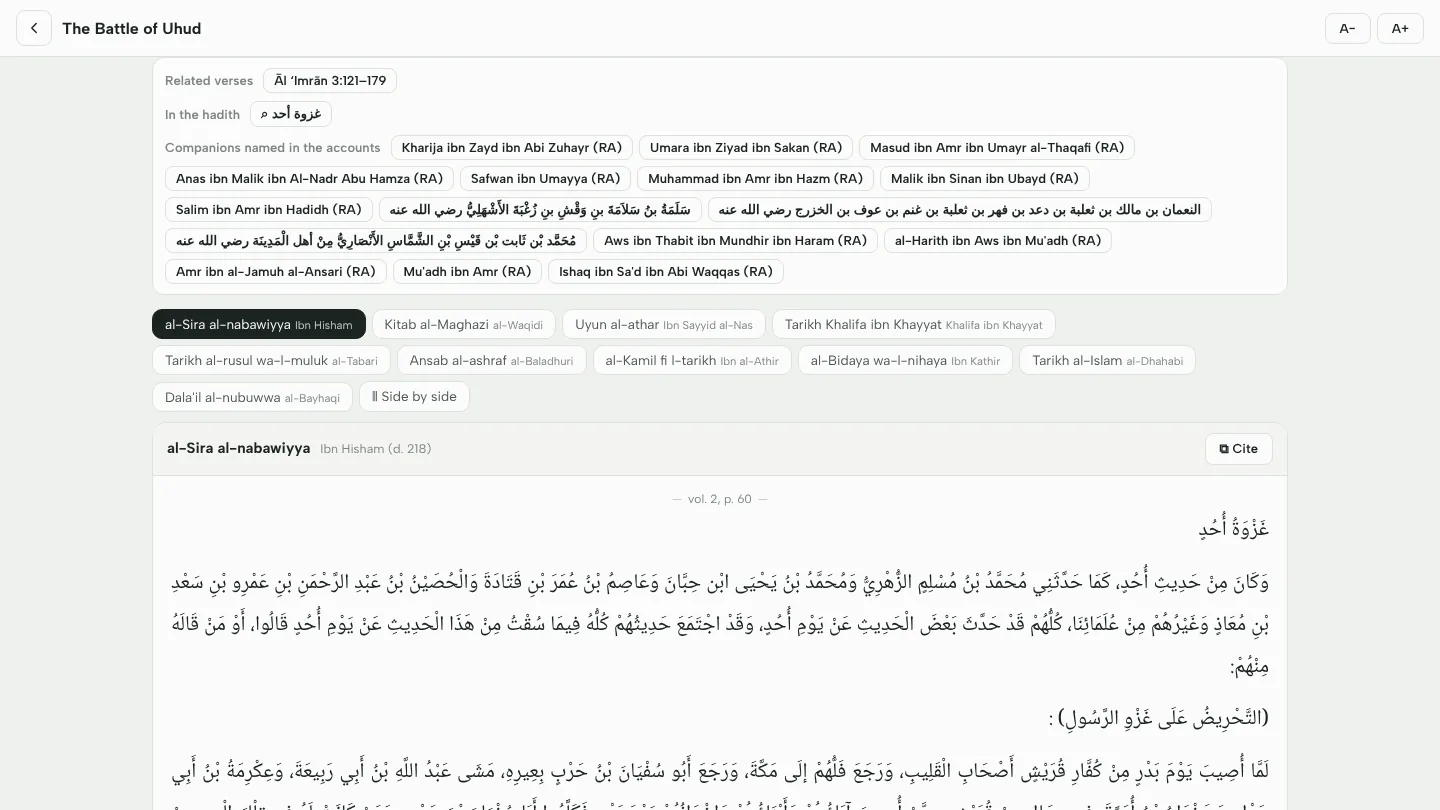 The Battle of Uhud
A-
A+
Related verses Āl ‘Imrān 3:121–179
In the hadith غزوة أحد ⌕
Companions named in the accounts Kharija ibn Zayd ibn Abi Zuhayr (RA) Umara ibn Ziyad ibn Sakan (RA) Masud ibn Amr ibn Umayr al-Thaqafi (RA)
Anas ibn Malik ibn Al-Nadr Abu Hamza (RA) Safwan ibn Umayya (RA) Muhammad ibn Amr ibn Hazm (RA) Malik ibn Sinan ibn Ubayd (RA)
Salim ibn Amr ibn Hadidh (RA) سَلَمَةُ بنُ سَلاَمَةَ بنِ وَقْشِ بنِ زُغْبَةَ الأَشْهَلِيُّ رضي الله عنه النعمان بن مالك بن ثعلبة بن دعد بن فهر بن ثعلبة بن غنم بن عوف بن الخزرج رضي الله عنه
مُحَمَّد بْن ثَابت بْن قَيْسِ بْنِ الشَّمَّاسِ الأَنْصَارِيُّ مِنْ أهل الْمَدِينَة رضي الله عنه Aws ibn Thabit ibn Mundhir ibn Haram (RA) al-Harith ibn Aws ibn Mu'adh (RA)
Amr ibn al-Jamuh al-Ansari (RA) Mu'adh ibn Amr (RA) Ishaq ibn Sa'd ibn Abi Waqqas (RA)
al-Sira al-nabawiyya Ibn Hisham Kitab al-Maghazi al-Waqidi Uyun al-athar Ibn Sayyid al-Nas Tarikh Khalifa ibn Khayyat Khalifa ibn Khayyat
Tarikh al-rusul wa-l-muluk al-Tabari Ansab al-ashraf al-Baladhuri al-Kamil fi l-tarikh Ibn al-Athir al-Bidaya wa-l-nihaya Ibn Kathir Tarikh al-Islam al-Dhahabi
Dala'il al-nubuwwa al-Bayhaqi ‖ Side by side
al-Sira al-nabawiyya Ibn Hisham (d. 218) ⧉ Cite
— vol. 2, p. 60 —
غَزْوَةُ أُحُدٍ
وَكَانَ مِنْ حَدِيثِ أُحُدٍ، كَمَا حَدَّثَنِي مُحَمَّدُ بْنُ مُسْلِمٍ الزُّهْرِيُّ وَمُحَمَّدُ بْنُ يَحْيَى ابْن حِبَّانَ وَعَاصِمُ بْنُ عُمَرَ بْنِ قَتَادَةَ وَالْحُصَيْنُ بْنُ عَبْدِ الرَّحْمَنِ بْنِ عَمْرِو بْنِ سَعْدِ
بْنِ مُعَاذٍ وَغَيْرُهُمْ مِنْ عُلَمَائِنَا، كُلُّهُمْ قَدْ حَدَّثَ بَعْضَ الْحَدِيثِ عَنْ يَوْمِ أُحُدٍ، وَقَدْ اجْتَمَعَ حَدِيثُهُمْ كُلُّهُ فِيمَا سُقْتُ مِنْ هَذَا الْحَدِيثِ عَنْ يَوْمِ أُحُدٍ قَالُوا، أَوْ مَنْ قَالَهُ
مِنْهُمْ:
(التَّحْرِيضُ عَلَى غَزْوِ الرَّسُولِ) :
لَمَّا أُصِيبَ يَوْمَ بَدْرٍ مِنْ كُفَّارِ قُرَيْشٍ أَصْحَابِ الْقَلِيبِ، وَرَجَعَ فَلُّهُمْ إلَى مَكَّةَ، وَرَجَعَ أَبُو سُفْيَانَ بْنُ حَرْبٍ بِعِيرِهِ، مَشَى عَبْدُ اللَّهِ بْنُ أَبِي رَبِيعَةَ، وَعِكْرِمَةُ بْنُ أَبِي